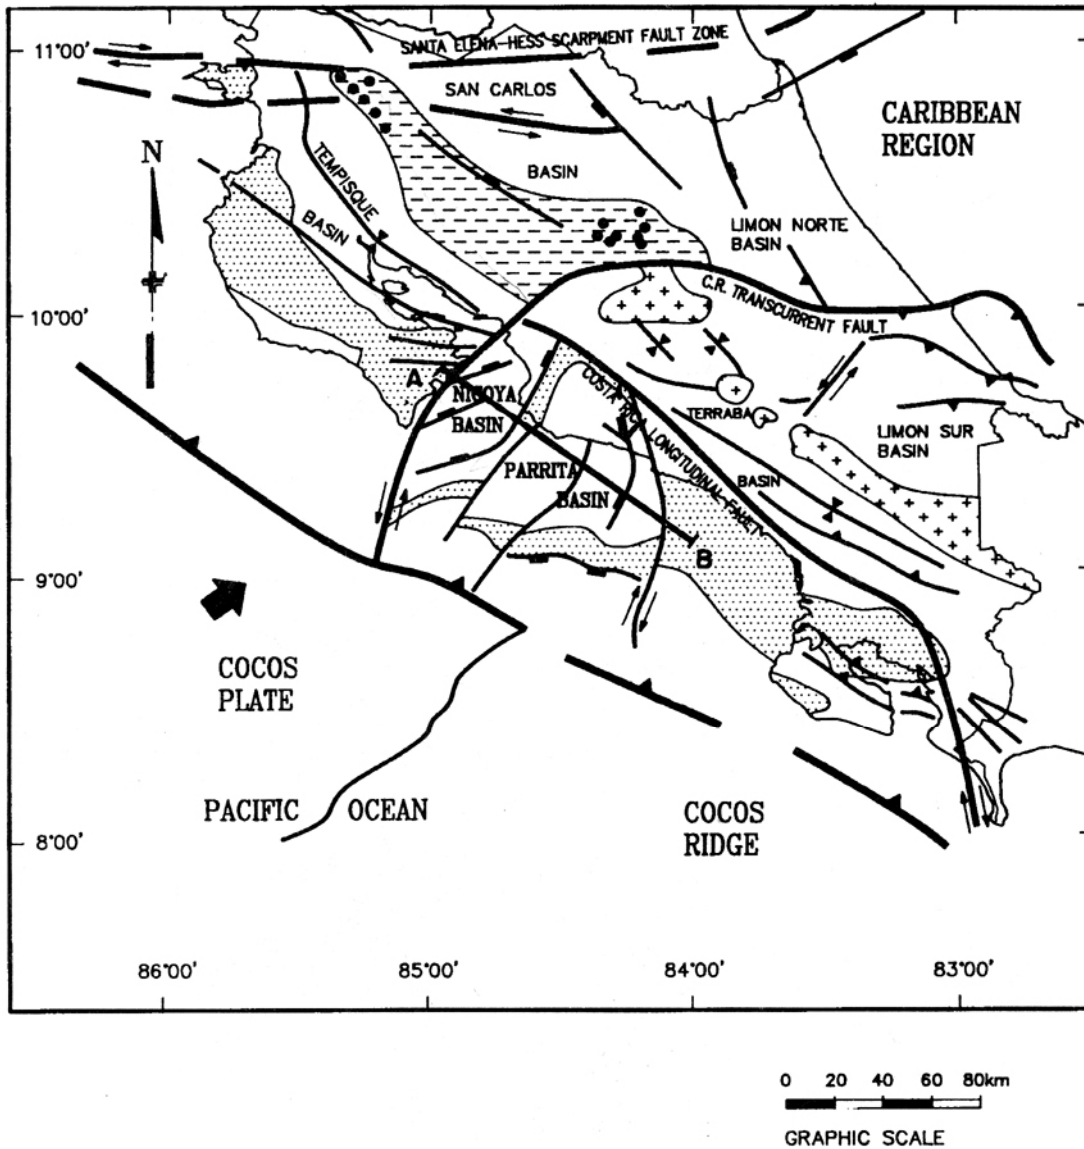 11°00'
SANTA ELENA-HESS SCARPMENT FAULT ZONE
SAN CARLOS
BASIN
CARIBBEAN
REGION
N
TEMPISQUE
BASIN
LIMON NORTE
BASIN
C.R. TRANSCURRENT FAULT
10°00'
A
NICOYA
BASIN
COSTA RICA LONGITUDINAL FAULT
TERRABA
BASIN
LIMON SUR
BASIN
PARRITA
BASIN
B
9°00'
COCOS
PLATE
PACIFIC OCEAN
COCOS
RIDGE
8°00'
86°00'
85°00'
84°00'
83°00'
0 20 40 60 80km
GRAPHIC SCALE